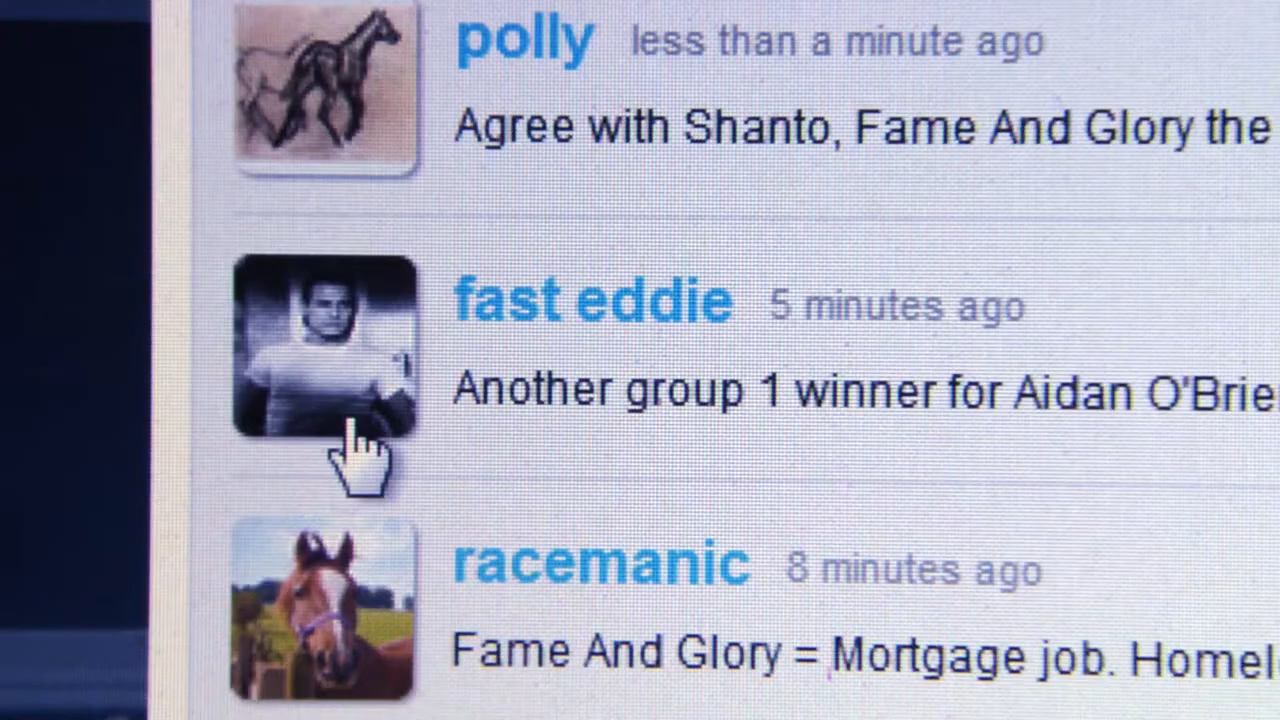 polly less than a minute ago
Agree with Shanto, Fame And Glory the
fast eddie 5 minutes ago
Another group 1 winner for Aidan O'Brie
racemanic 8 minutes ago
Fame And Glory = Mortgage job. Homel